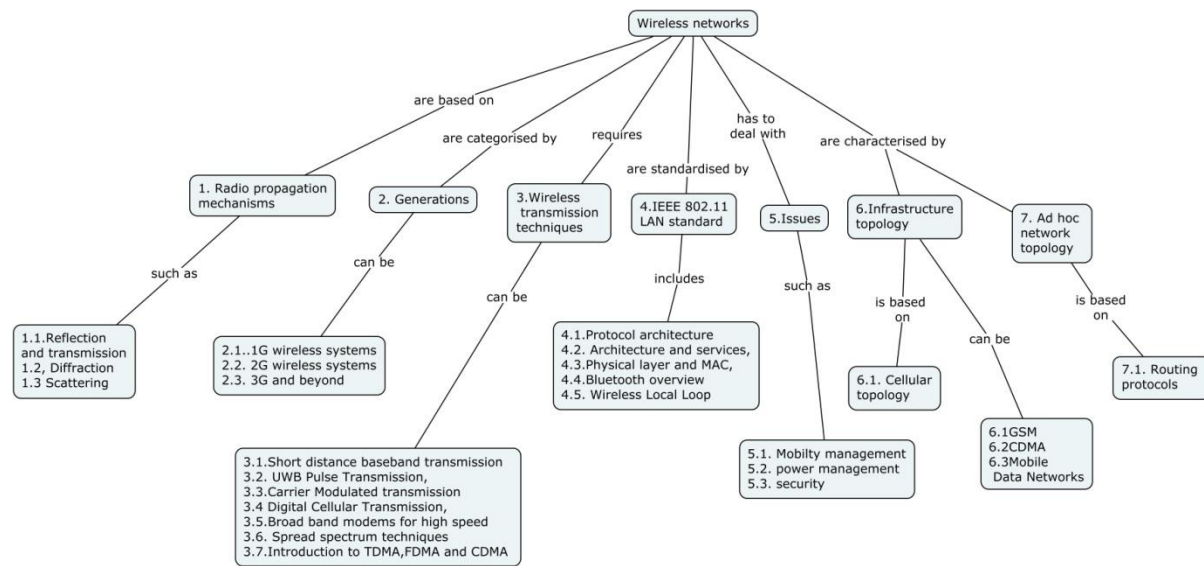 Wireless networks
are based on
are categorised by
requires
are standardised by
has to
deal with
are characterised by
1. Radio propagation
mechanisms
2. Generations
3.Wireless
transmission
techniques
4.IEEE 802.11
LAN standard
5.Issues
6.Infrastructure
topology
7. Ad hoc
network
topology
such as
can be
can be
includes
such as
is based
on
can be
is based
on
1.1.Reflection
and transmission
1.2, Diffraction
1.3 Scattering
2.1..1G wireless systems
2.2. 2G wireless systems
2.3. 3G and beyond
3.1.Short distance baseband transmission
3.2. UWB Pulse Transmission,
3.3.Carrier Modulated transmission
3.4 Digital Cellular Transmission,
3.5.Broad band modems for high speed
3.6. Spread spectrum techniques
3.7.Introduction to TDMA,FDMA and CDMA
4.1.Protocol architecture
4.2. Architecture and services,
4.3.Physical layer and MAC,
4.4.Bluetooth overview
4.5. Wireless Local Loop
5.1. Mobilty management
5.2. power management
5.3. security
6.1. Cellular
topology
6.1GSM
6.2CDMA
6.3Mobile
Data Networks
7.1. Routing
protocols